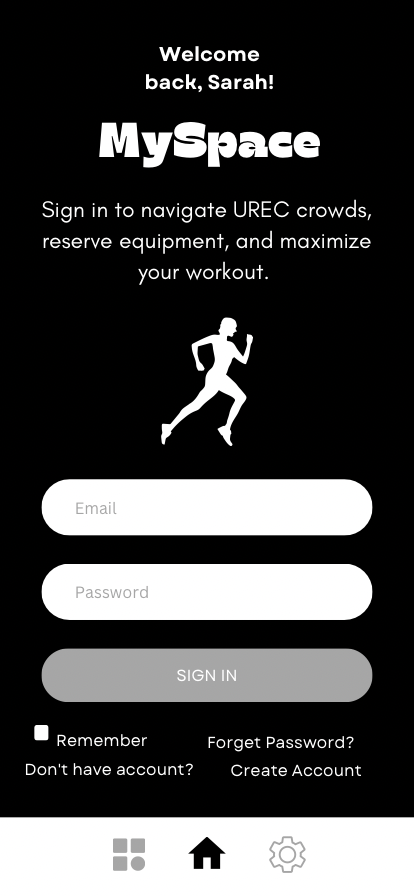 Welcome
back, Sarah!
MySpace
Sign in to navigate UREC crowds,
reserve equipment, and maximize
your workout.
Email
Password
SIGN IN
Remember
Forget Password?
Don't have account?
Create Account